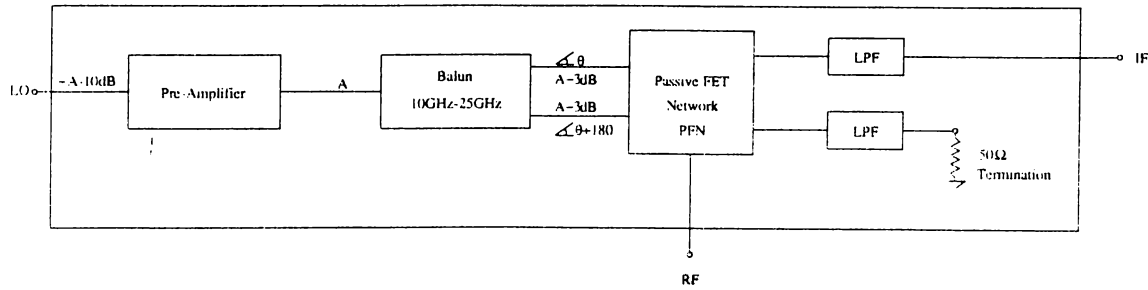 LO
~A-10dB
Pre-Amplifier
A
Balun
10GHz-25GHz
∡θ
A-3dB
A-3dB
∡θ+180
Passive FET
Network
PFN
LPF
IF
LPF
50Ω
Termination
RF